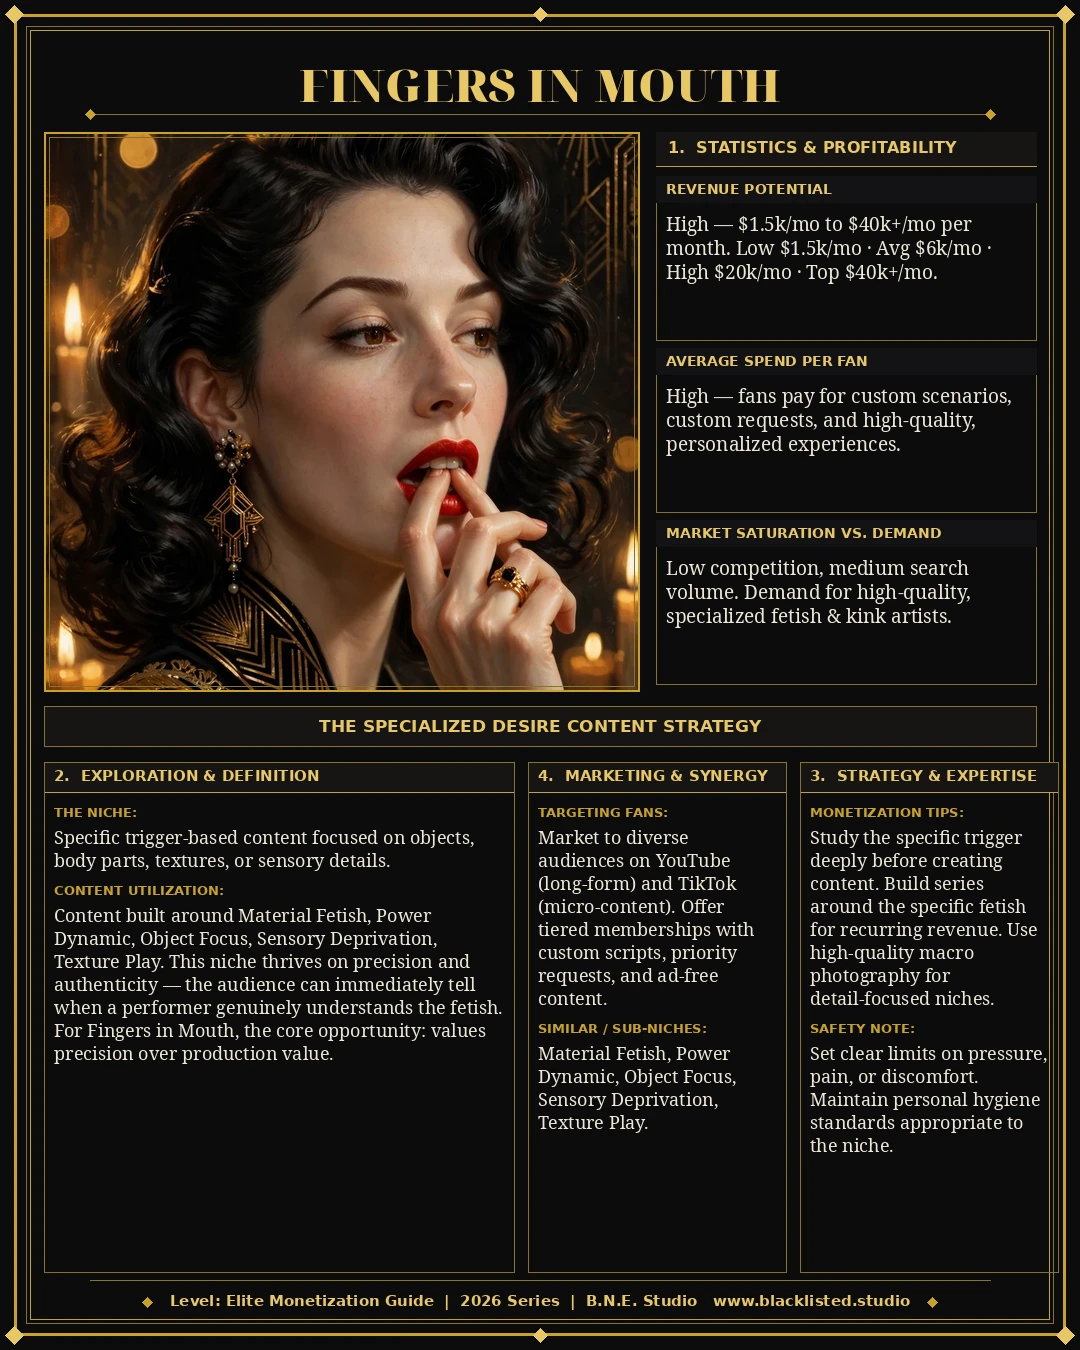 FINGERS IN MOUTH
1. STATISTICS & PROFITABILITY
REVENUE POTENTIAL
High — $1.5k/mo to $40k+/mo per
month. Low $1.5k/mo · Avg $6k/mo ·
High $20k/mo · Top $40k+/mo.
AVERAGE SPEND PER FAN
High — fans pay for custom scenarios,
custom requests, and high-quality,
personalized experiences.
MARKET SATURATION VS. DEMAND
Low competition, medium search
volume. Demand for high-quality,
specialized fetish & kink artists.
THE SPECIALIZED DESIRE CONTENT STRATEGY
2. EXPLORATION & DEFINITION
THE NICHE:
Specific trigger-based content focused on objects,
body parts, textures, or sensory details.
CONTENT UTILIZATION:
Content built around Material Fetish, Power
Dynamic, Object Focus, Sensory Deprivation,
Texture Play. This niche thrives on precision and
authenticity — the audience can immediately tell
when a performer genuinely understands the fetish.
For Fingers in Mouth, the core opportunity: values
precision over production value.
4. MARKETING & SYNERGY
TARGETING FANS:
Market to diverse
audiences on YouTube
(long-form) and TikTok
(micro-content). Offer
tiered memberships with
custom scripts, priority
requests, and ad-free
content.
SIMILAR / SUB-NICHES:
Material Fetish, Power
Dynamic, Object Focus,
Sensory Deprivation,
Texture Play.
3. STRATEGY & EXPERTISE
MONETIZATION TIPS:
Study the specific trigger
deeply before creating
content. Build series
around the specific fetish
for recurring revenue. Use
high-quality macro
photography for
detail-focused niches.
SAFETY NOTE:
Set clear limits on pressure,
pain, or discomfort.
Maintain personal hygiene
standards appropriate to
the niche.
Level: Elite Monetization Guide | 2026 Series | B.N.E. Studio www.blacklisted.studio